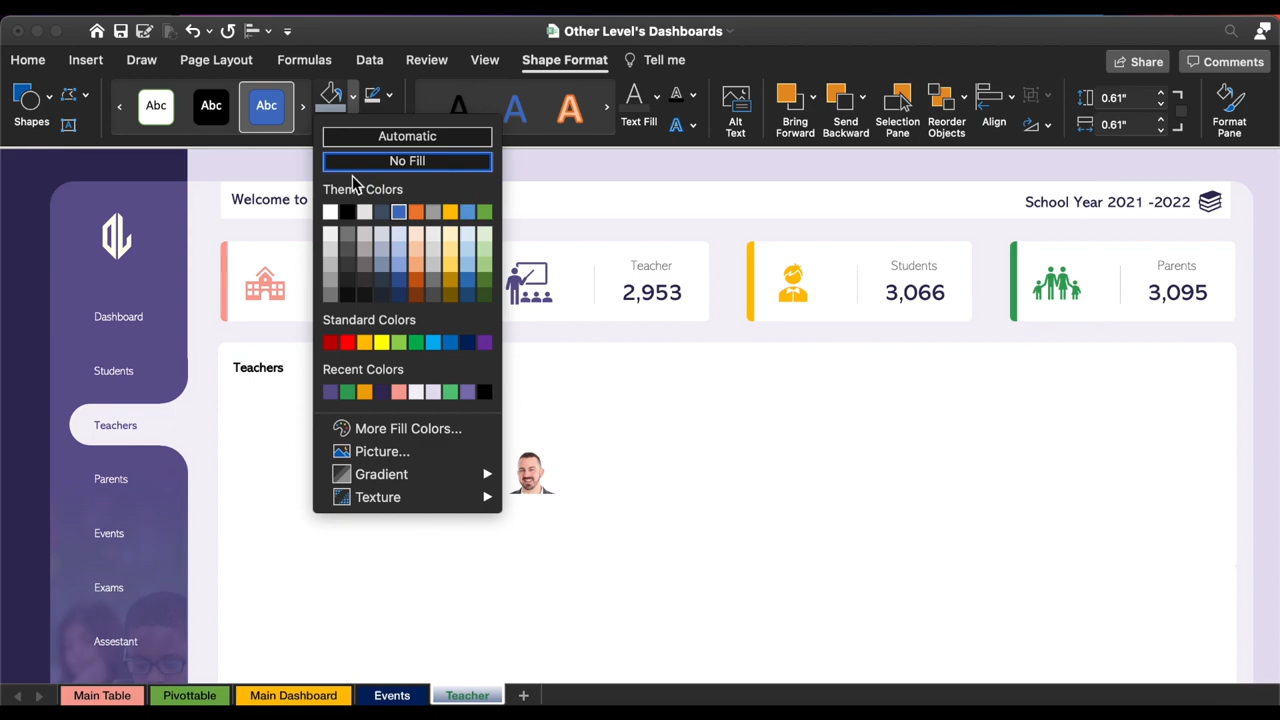 Other Level's Dashboards
Home Insert Draw Page Layout Formulas Data Review View Shape Format Tell me Share Comments
Shapes Abc Abc Abc A A A Text Fill Alt Text Bring Forward Send Backward Selection Pane Reorder Objects Align 0.61" 0.61" Format Pane
Automatic
No Fill
Theme Colors
Standard Colors
Recent Colors
More Fill Colors...
Picture...
Gradient
Texture
Welcome to
School Year 2021 -2022
Teacher
2,953
Students
3,066
Parents
3,095
Teachers
DL
Dashboard
Students
Teachers
Parents
Events
Exams
Assestant
Main Table Pivottable Main Dashboard Events Teacher